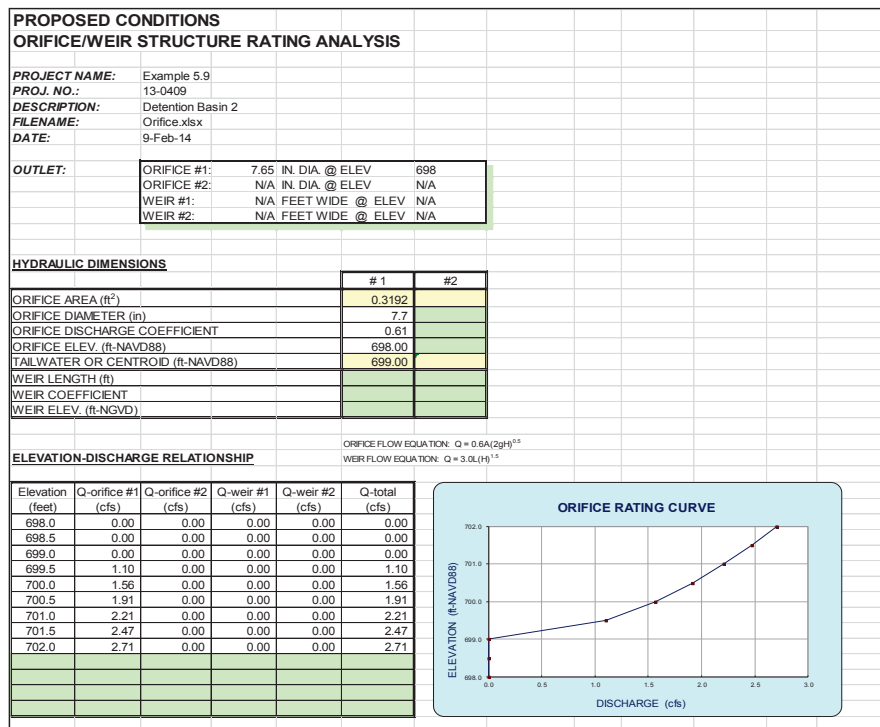 PROPOSED CONDITIONS
ORIFICE/WEIR STRUCTURE RATING ANALYSIS
PROJECT NAME: Example 5.9
PROJ. NO.: 13-0409
DESCRIPTION: Detention Basin 2
FILENAME: Orifice.xlsx
DATE: 9-Feb-14
OUTLET: ORIFICE #1: 7.65 IN. DIA. @ ELEV 698
ORIFICE #2: N/A IN. DIA. @ ELEV N/A
WEIR #1: N/A FEET WIDE @ ELEV N/A
WEIR #2: N/A FEET WIDE @ ELEV N/A
HYDRAULIC DIMENSIONS
# 1 #2
ORIFICE AREA (ft²) 0.3192
ORIFICE DIAMETER (in) 7.7
ORIFICE DISCHARGE COEFFICIENT 0.61
ORIFICE ELEV. (ft-NAVD88) 698.00
TAILWATER OR CENTROID (ft-NAVD88) 699.00
WEIR LENGTH (ft)
WEIR COEFFICIENT
WEIR ELEV. (ft-NGVD)
ORIFICE FLOW EQUATION: Q = 0.6A(2gH)^0.5
ELEVATION-DISCHARGE RELATIONSHIP WEIR FLOW EQUATION: Q = 3.0L(H)^1.5
Elevation Q-orifice #1 Q-orifice #2 Q-weir #1 Q-weir #2 Q-total
(feet) (cfs) (cfs) (cfs) (cfs) (cfs)
698.0 0.00 0.00 0.00 0.00 0.00
698.5 0.00 0.00 0.00 0.00 0.00
699.0 0.00 0.00 0.00 0.00 0.00
699.5 1.10 0.00 0.00 0.00 1.10
700.0 1.56 0.00 0.00 0.00 1.56
700.5 1.91 0.00 0.00 0.00 1.91
701.0 2.21 0.00 0.00 0.00 2.21
701.5 2.47 0.00 0.00 0.00 2.47
702.0 2.71 0.00 0.00 0.00 2.71
ORIFICE RATING CURVE
ELEVATION (ft-NAVD88)
702.0
701.0
700.0
699.0
698.0
0.0 0.5 1.0 1.5 2.0 2.5 3.0
DISCHARGE (cfs)